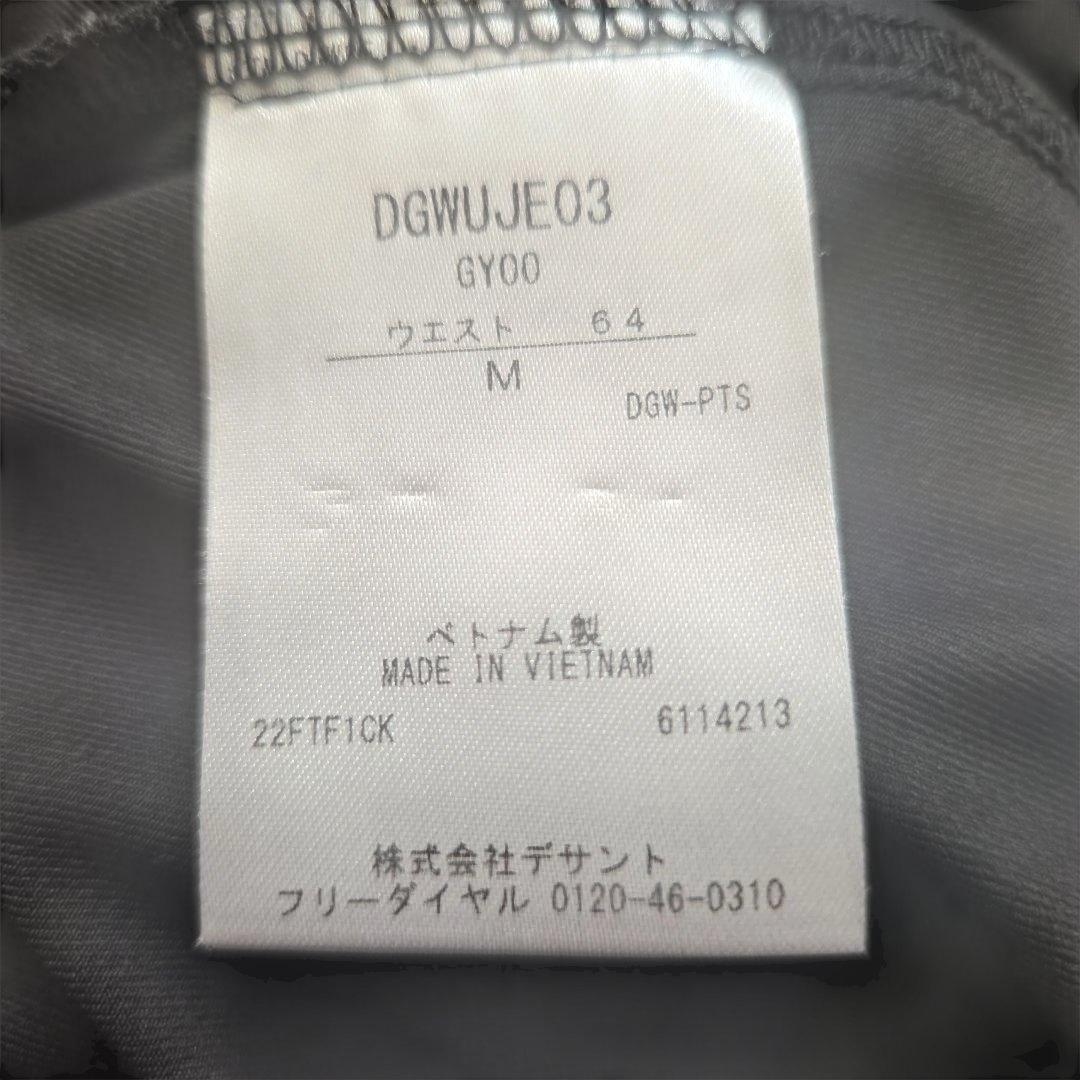 DGWUJE03
GY00
ウエスト 64
M
DGW-PTS
ベトナム製
MADE IN VIETNAM
22FTF1CK 6114213
株式会社デサント
フリーダイヤル 0120-46-0310